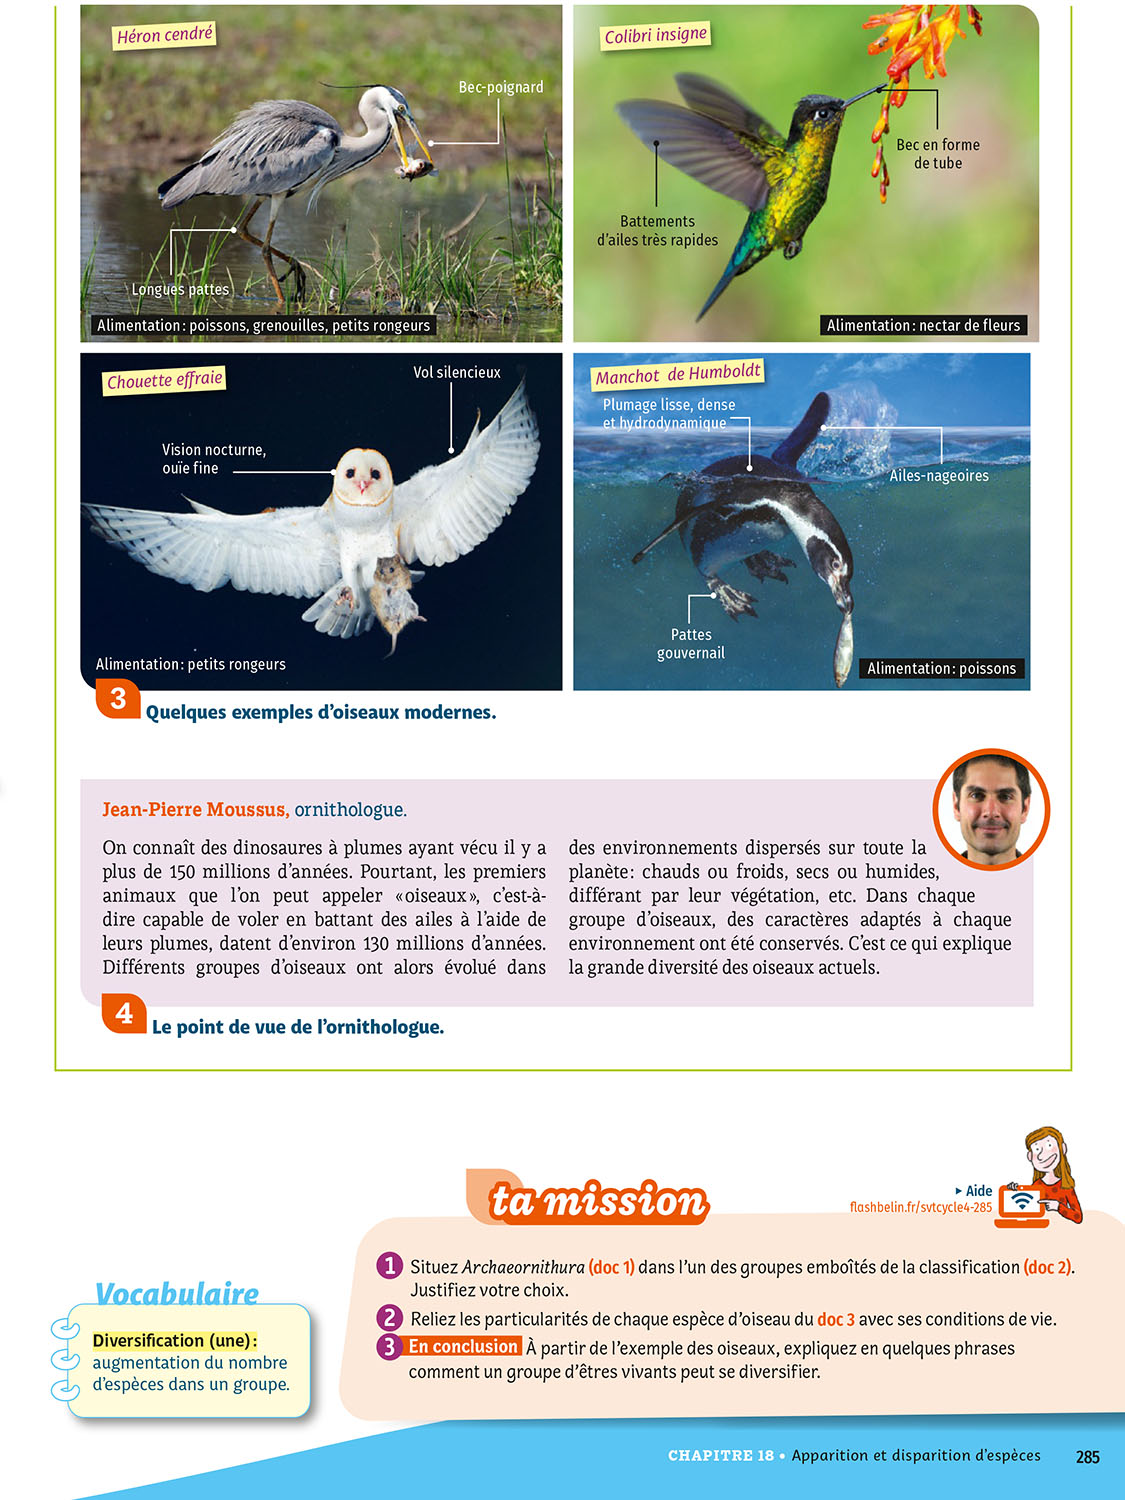 Héron cendré
Bec-poignard
Longues pattes
Alimentation : poissons, grenouilles, petits rongeurs
Colibri insigne
Bec en forme
de tube
Battements
d'ailes très rapides
Alimentation : nectar de fleurs
Chouette effraie
Vol silencieux
Vision nocturne,
ouïe fine
Alimentation : petits rongeurs
Manchot de Humboldt
Plumage lisse, dense
et hydrodynamique
Ailes-nageoires
Pattes
gouvernail
Alimentation : poissons
3 Quelques exemples d'oiseaux modernes.
Jean-Pierre Moussus, ornithologue.
On connaît des dinosaures à plumes ayant vécu il y a
plus de 150 millions d'années. Pourtant, les premiers
animaux que l'on peut appeler «oiseaux», c'est-à-
dire capable de voler en battant des ailes à l'aide de
leurs plumes, datent d'environ 130 millions d'années.
Différents groupes d'oiseaux ont alors évolué dans
des environnements dispersés sur toute la
planète : chauds ou froids, secs ou humides,
différant par leur végétation, etc. Dans chaque
groupe d'oiseaux, des caractères adaptés à chaque
environnement ont été conservés. C'est ce qui explique
la grande diversité des oiseaux actuels.
4 Le point de vue de l'ornithologue.
ta mission
▸ Aide
flashbelin.fr/svtcycle4-285
1 Situez Archaeornithura (doc 1) dans l'un des groupes emboîtés de la classification (doc 2).
Justifiez votre choix.
2 Reliez les particularités de chaque espèce d'oiseau du doc 3 avec ses conditions de vie.
3 En conclusion À partir de l'exemple des oiseaux, expliquez en quelques phrases
comment un groupe d'êtres vivants peut se diversifier.
Vocabulaire
Diversification (une) :
augmentation du nombre
d'espèces dans un groupe.
CHAPITRE 18 • Apparition et disparition d'espèces 285